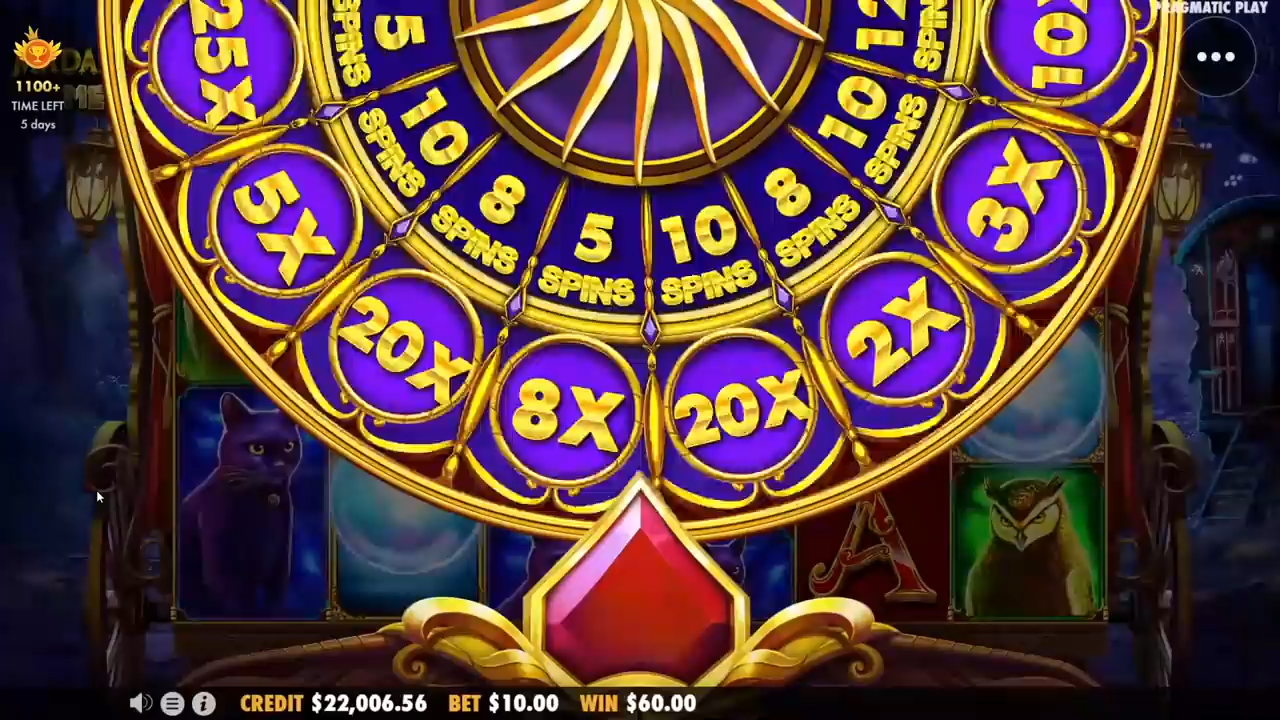 PRAGMATIC PLAY
1100+
TIME LEFT
5 days
25X
5 SPINS
12 SPINS
10X
5X
10 SPINS
8 SPINS
5 SPINS
10 SPINS
8 SPINS
10 SPINS
3X
20X
8X
20X
2X
A
CREDIT $22,006.56 BET $10.00 WIN $60.00